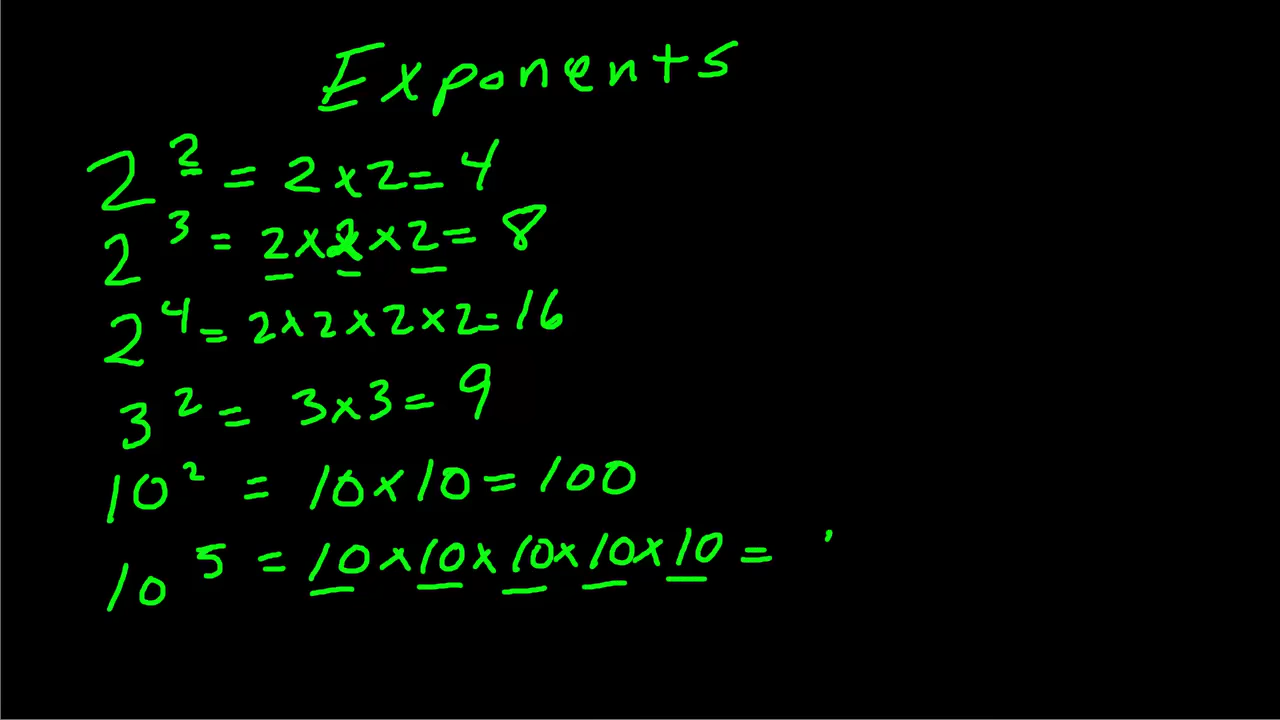 Exponents
2² = 2 × 2 = 4
2³ = 2 × 2 × 2 = 8
2⁴ = 2 × 2 × 2 × 2 = 16
3² = 3 × 3 = 9
10² = 10 × 10 = 100
10⁵ = 10 × 10 × 10 × 10 × 10 =